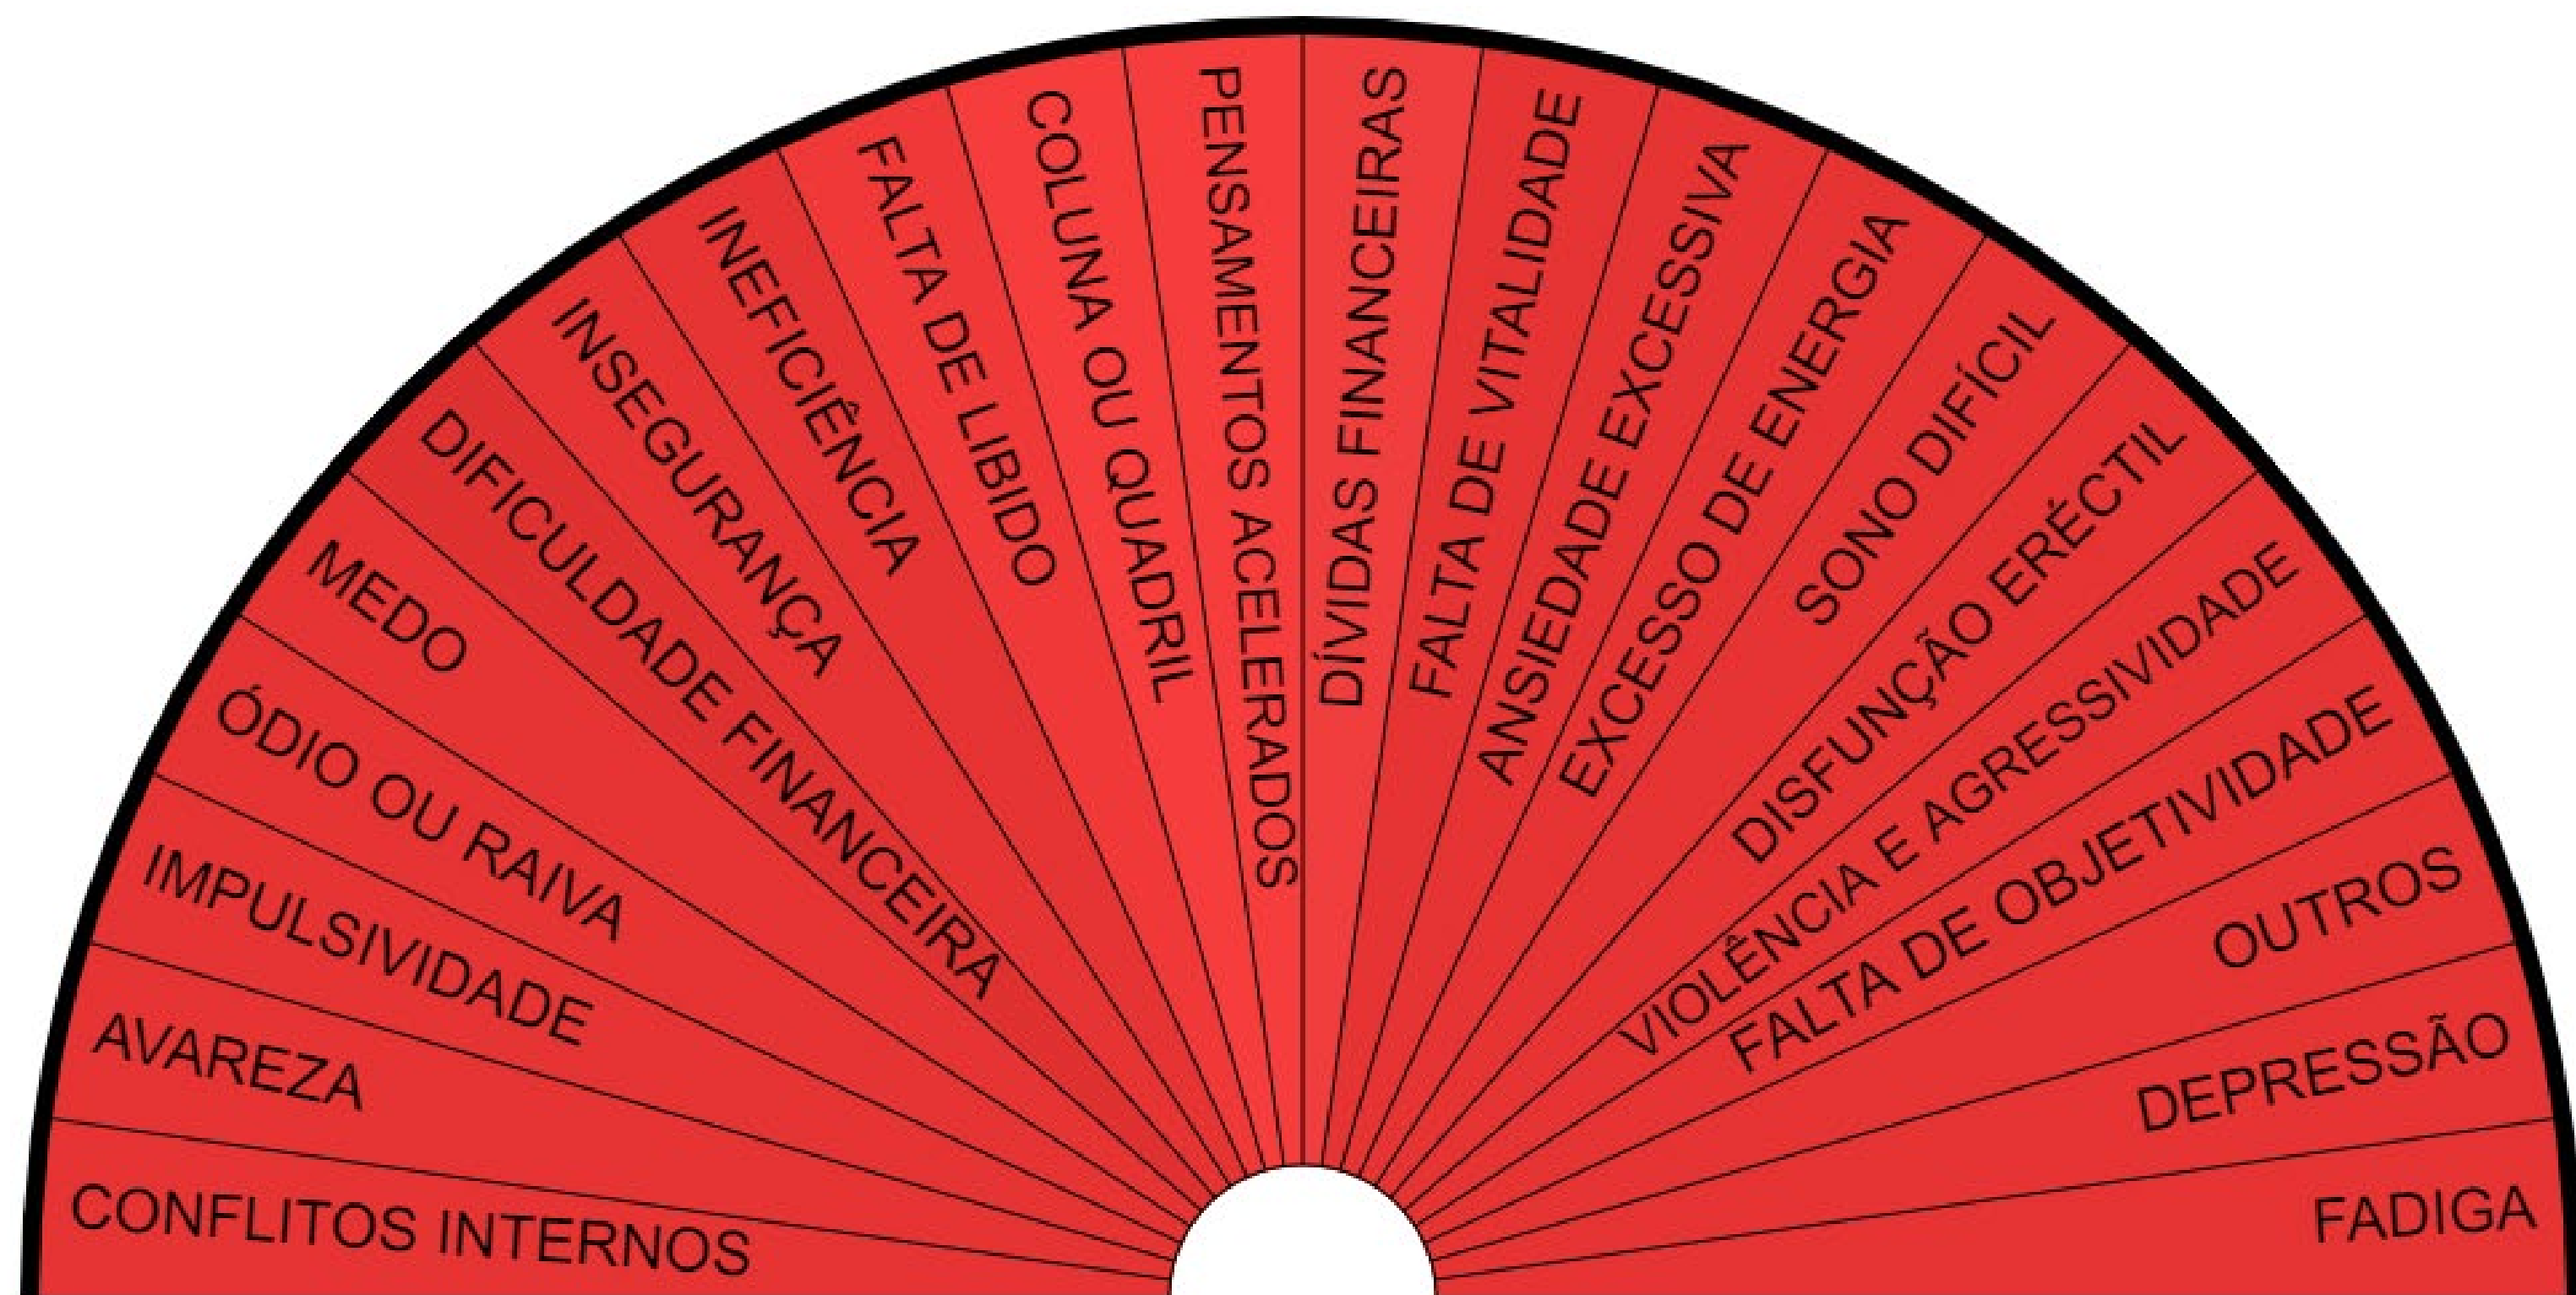 CONFLITOS INTERNOS
AVAREZA
IMPULSIVIDADE
ÓDIO OU RAIVA
MEDO
DIFICULDADE FINANCEIRA
INSEGURANÇA
INEFICIÊNCIA
FALTA DE LIBIDO
COLUNA OU QUADRIL
PENSAMENTOS ACELERADOS
DÍVIDAS FINANCEIRAS
FALTA DE VITALIDADE
ANSIEDADE EXCESSIVA
EXCESSO DE ENERGIA
SONO DIFÍCIL
DISFUNÇÃO ERÉCTIL
VIOLÊNCIA E AGRESSIVIDADE
FALTA DE OBJETIVIDADE
OUTROS
DEPRESSÃO
FADIGA